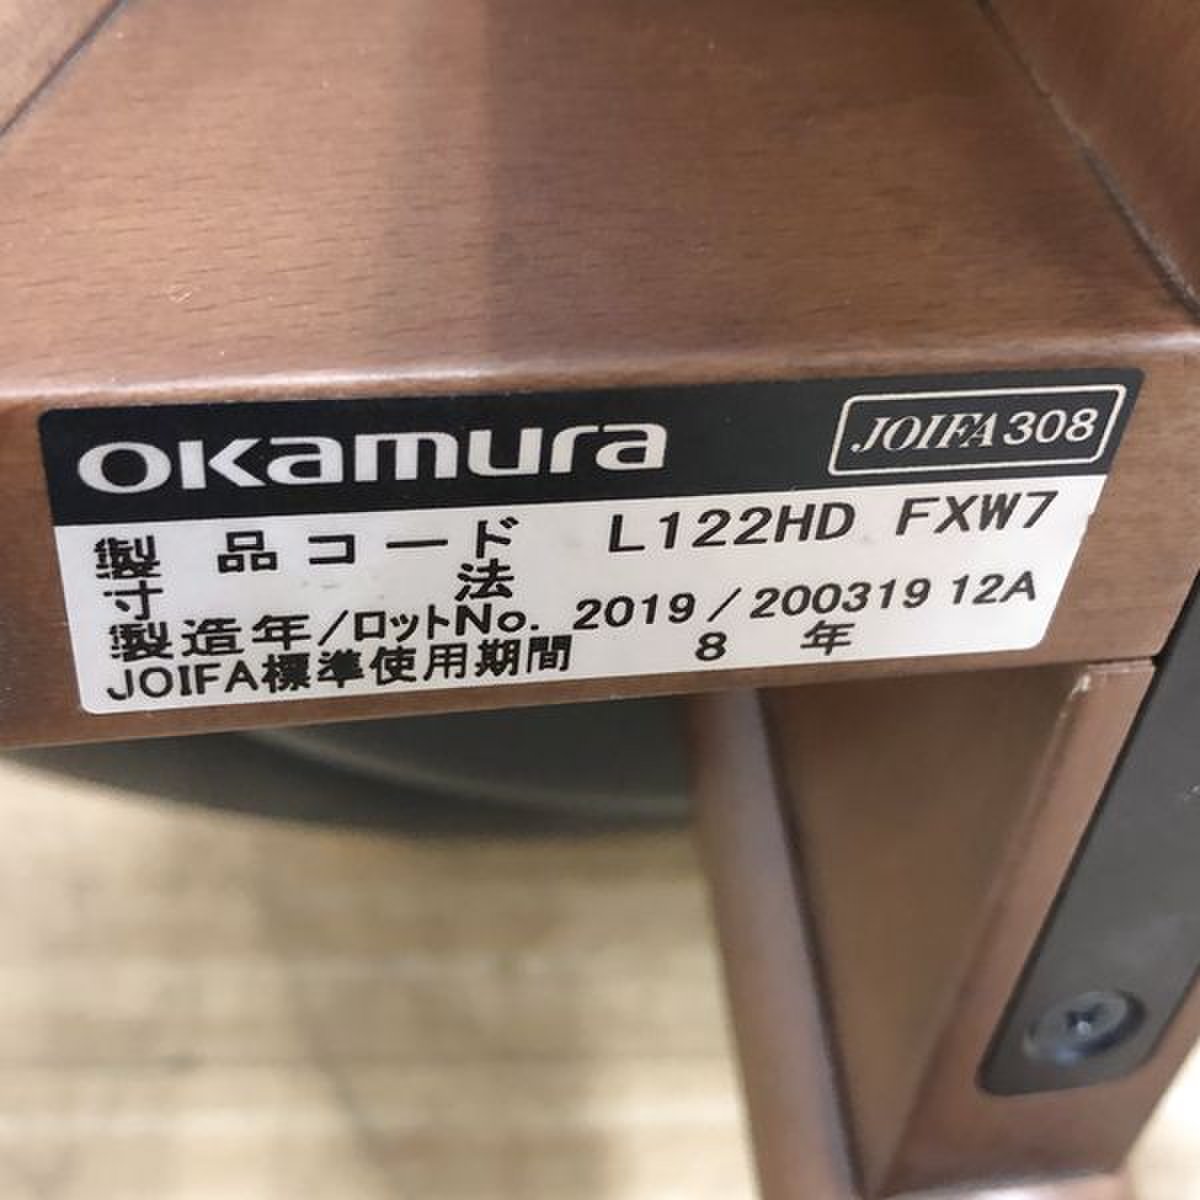 okamura JOIFA308
製品コード L122HD FXW7
寸法
製造年/ロットNo. 2019/200319 12A
JOIFA標準使用期間 8年